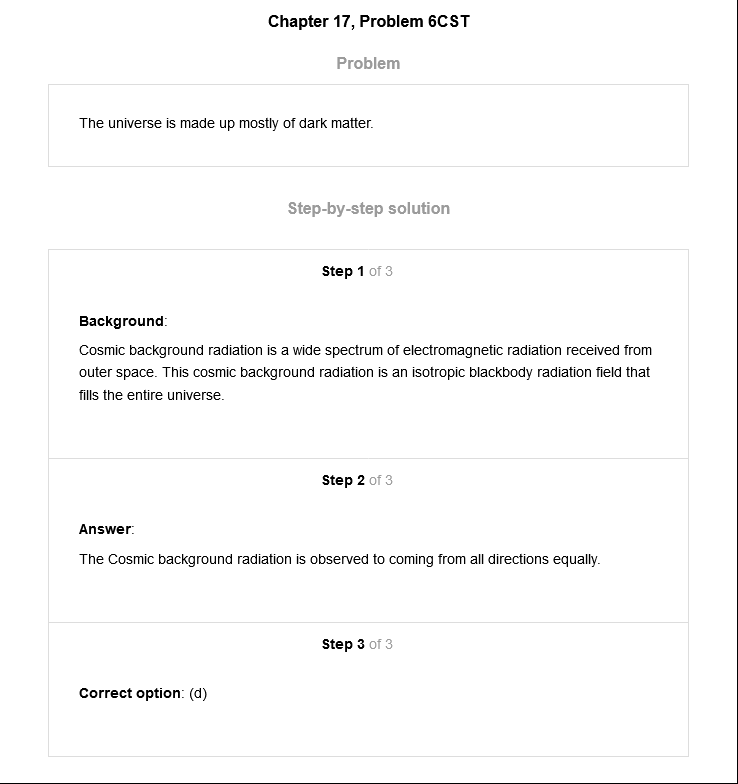 Chapter 17, Problem 6CST
Problem
The universe is made up mostly of dark matter.
Step-by-step solution
Step 1 of 3
Background:
Cosmic background radiation is a wide spectrum of electromagnetic radiation received from
outer space. This cosmic background radiation is an isotropic blackbody radiation field that
fills the entire universe.
Step 2 of 3
Answer:
The Cosmic background radiation is observed to coming from all directions equally.
Step 3 of 3
Correct option: (d)